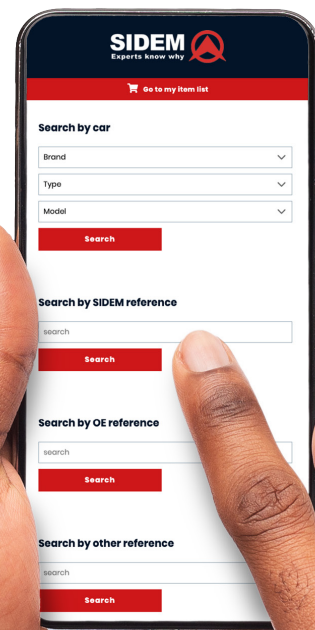 SIDEM
Experts know why
Go to my item list
Search by car
Brand
Type
Model
Search
Search by SIDEM reference
search
Search
Search by OE reference
search
Search
Search by other reference
search
Search